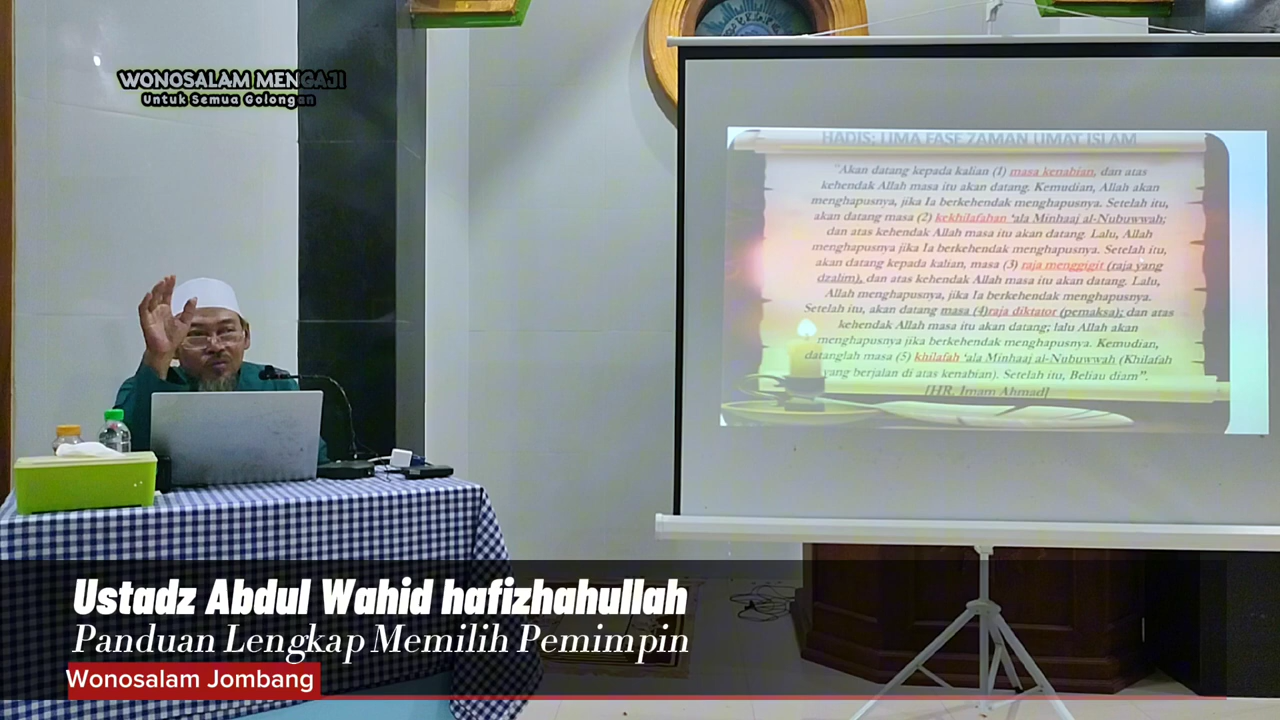 WONOSALAM MENGAJI
Untuk Semua Golongan
HADIS; LIMA FASE ZAMAN UMAT ISLAM
"Akan datang kepada kalian (1) masa kenabian, dan atas
kehendak Allah masa itu akan datang. Kemudian, Allah akan
menghapusnya, jika Ia berkehendak menghapusnya. Setelah itu,
akan datang masa (2) kekhilafahan 'ala Minhaaj al-Nubuwwah;
dan atas kehendak Allah masa itu akan datang. Lalu, Allah
menghapusnya jika Ia berkehendak menghapusnya. Setelah itu,
akan datang kepada kalian, masa (3) raja menggigit (raja yang
dzalim), dan atas kehendak Allah masa itu akan datang. Lalu,
Allah menghapusnya, jika Ia berkehendak menghapusnya.
Setelah itu, akan datang masa (4)raja diktator (pemaksa); dan atas
kehendak Allah masa itu akan datang; lalu Allah akan
menghapusnya jika berkehendak menghapusnya. Kemudian,
datanglah masa (5) khilafah 'ala Minhaaj al-Nubuwwah (Khilafah
yang berjalan di atas kenabian). Setelah itu, Beliau diam".
[HR. Imam Ahmad]
Ustadz Abdul Wahid hafizhahullah
Panduan Lengkap Memilih Pemimpin
Wonosalam Jombang